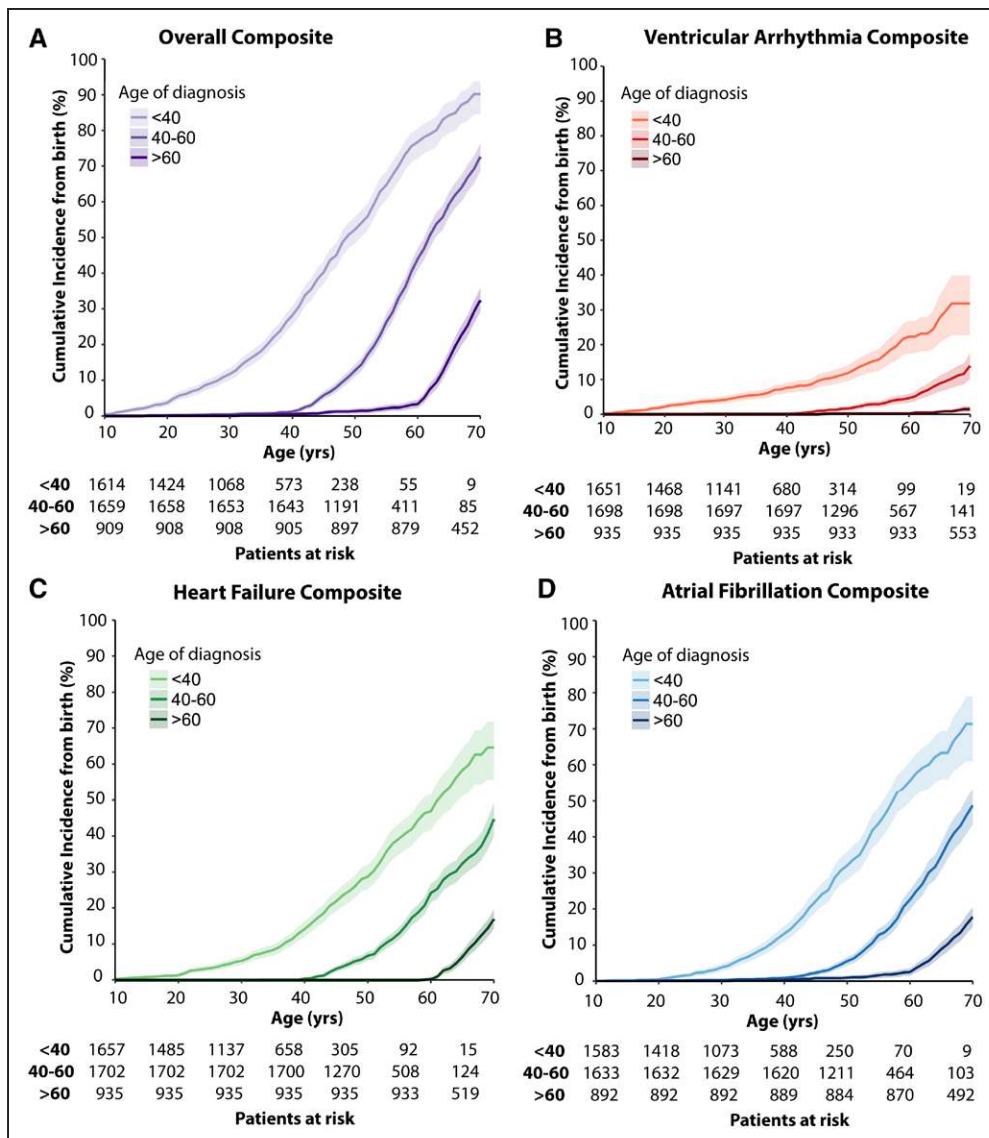 A Overall Composite
Cumulative Incidence from birth (%)
100
90
80
70
60
50
40
30
20
10
0
Age of diagnosis
<40
40-60
>60
10 20 30 40 50 60 70
Age (yrs)
<40 1614 1424 1068 573 238 55 9
40-60 1659 1658 1653 1643 1191 411 85
>60 909 908 908 905 897 879 452
Patients at risk
B Ventricular Arrhythmia Composite
Cumulative Incidence from birth (%)
100
90
80
70
60
50
40
30
20
10
0
Age of diagnosis
<40
40-60
>60
10 20 30 40 50 60 70
Age (yrs)
<40 1651 1468 1141 680 314 99 19
40-60 1698 1698 1697 1697 1296 567 141
>60 935 935 935 935 933 933 553
Patients at risk
C Heart Failure Composite
Cumulative Incidence from birth (%)
100
90
80
70
60
50
40
30
20
10
0
Age of diagnosis
<40
40-60
>60
10 20 30 40 50 60 70
Age (yrs)
<40 1657 1485 1137 658 305 92 15
40-60 1702 1702 1702 1700 1270 508 124
>60 935 935 935 935 935 933 519
Patients at risk
D Atrial Fibrillation Composite
Cumulative Incidence from birth (%)
100
90
80
70
60
50
40
30
20
10
0
Age of diagnosis
<40
40-60
>60
10 20 30 40 50 60 70
Age (yrs)
<40 1583 1418 1073 588 250 70 9
40-60 1633 1632 1629 1620 1211 464 103
>60 892 892 892 889 884 870 492
Patients at risk